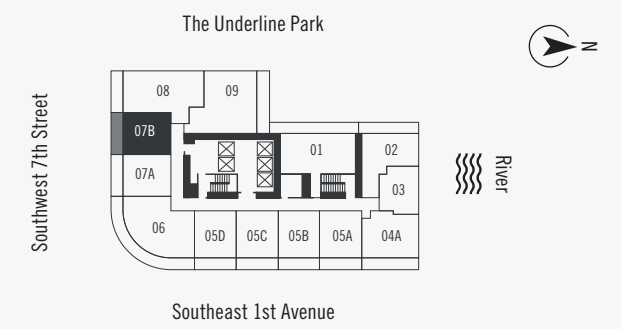 The Underline Park
N
Southwest 7th Street
08
09
07B
01
02
07A
03
River
06
05D
05C
05B
05A
04A
Southeast 1st Avenue